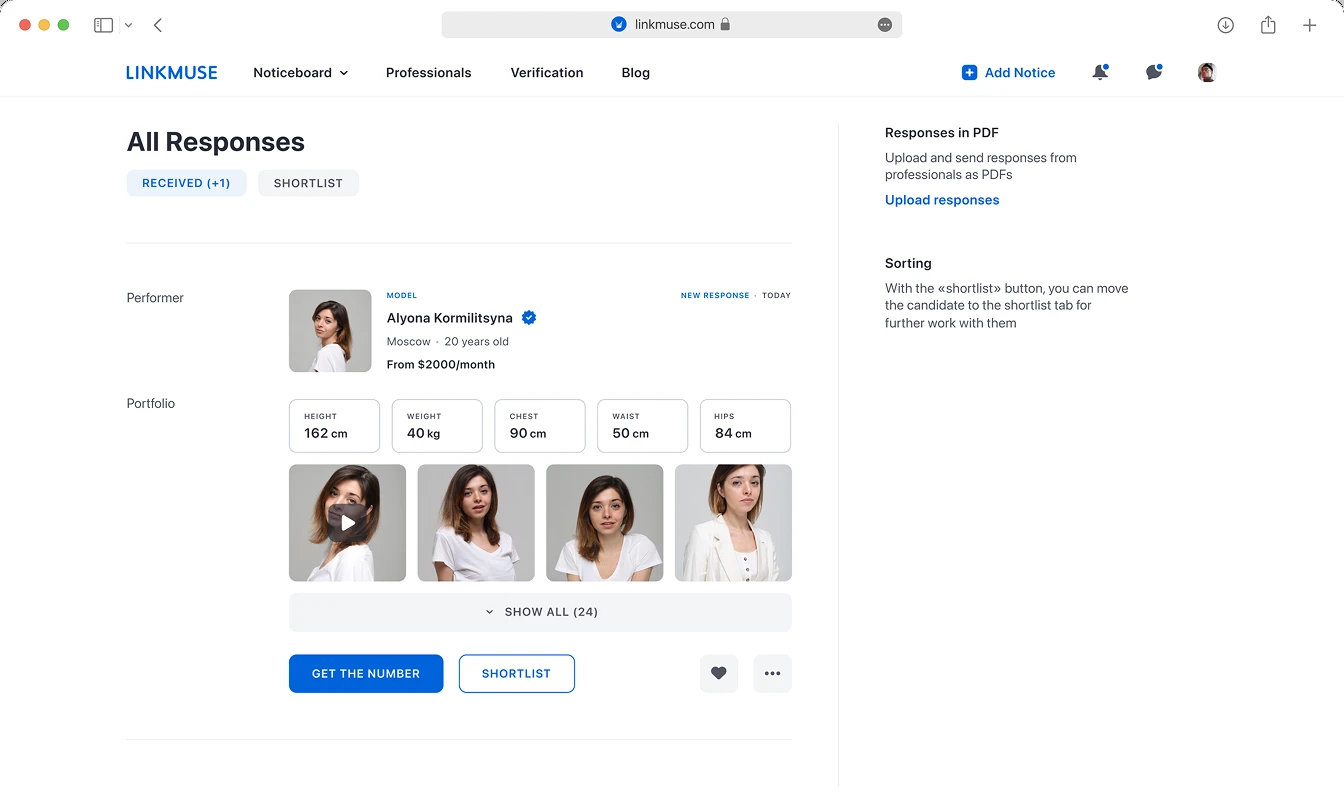 linkmuse.com
LINKMUSE
Noticeboard
Professionals
Verification
Blog
Add Notice
All Responses
RECEIVED (+1)
SHORTLIST
Performer
MODEL
NEW RESPONSE · TODAY
Alyona Kormilitsyna
Moscow · 20 years old
From $2000/month
Portfolio
HEIGHT
162 cm
WEIGHT
40 kg
CHEST
90 cm
WAIST
50 cm
HIPS
84 cm
SHOW ALL (24)
GET THE NUMBER
SHORTLIST
Responses in PDF
Upload and send responses from
professionals as PDFs
Upload responses
Sorting
With the «shortlist» button, you can move
the candidate to the shortlist tab for
further work with them